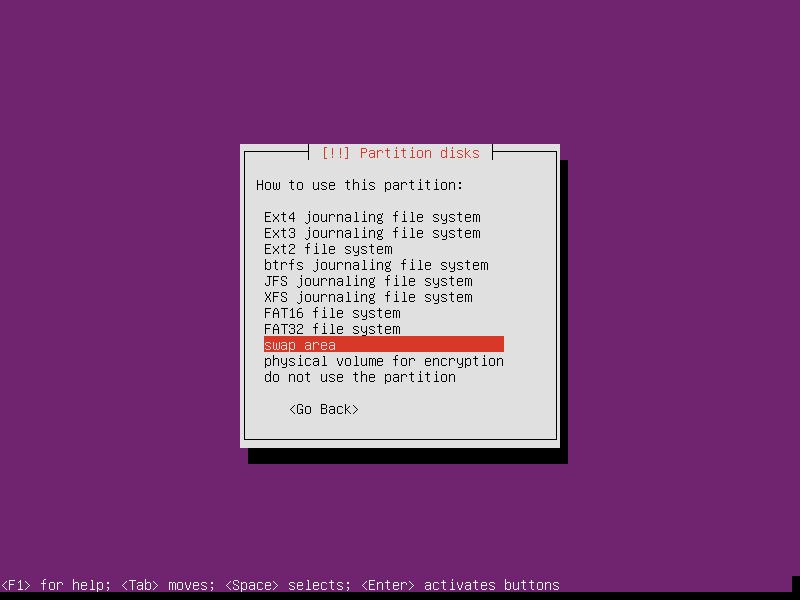 [!!] Partition disks
How to use this partition:
Ext4 journaling file system
Ext3 journaling file system
Ext2 file system
btrfs journaling file system
JFS journaling file system
XFS journaling file system
FAT16 file system
FAT32 file system
swap area
physical volume for encryption
do not use the partition
<Go Back>
<F1> for help; <Tab> moves; <Space> selects; <Enter> activates buttons